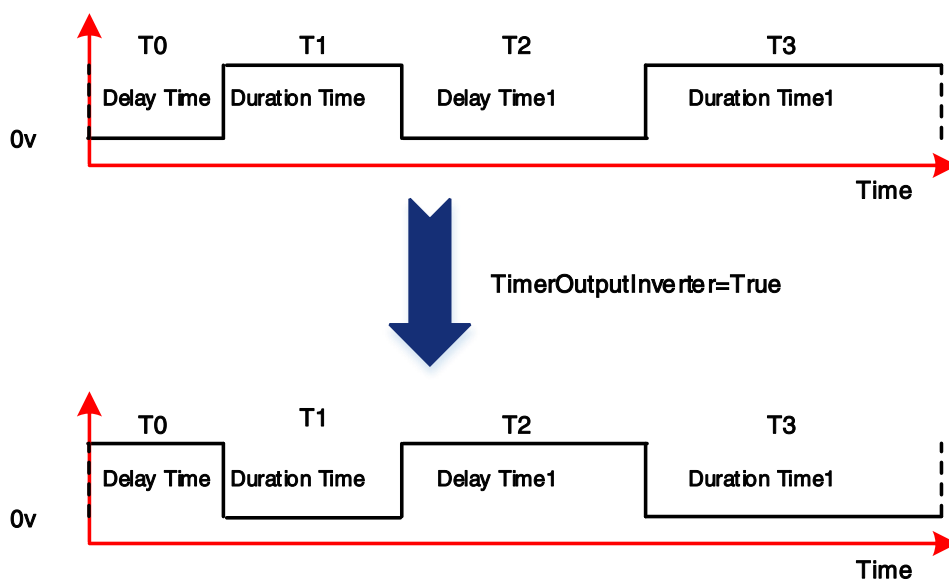 T0 T1 T2 T3
Delay Time Duration Time Delay Time1 Duration Time1
0v
Time
TimerOutputInverter=True
T0 T1 T2 T3
Delay Time Duration Time Delay Time1 Duration Time1
0v
Time